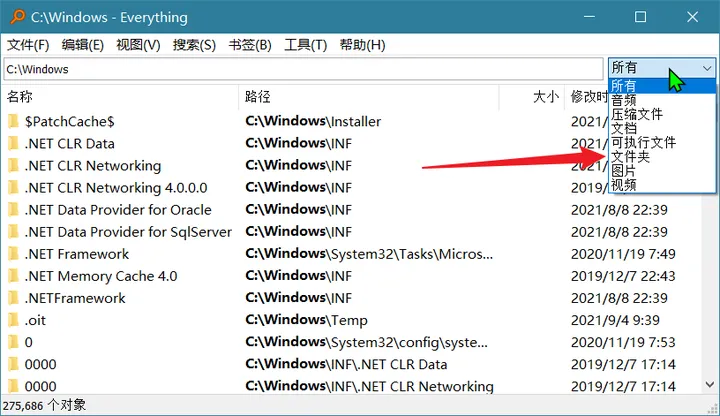 C:\Windows - Everything
文件(F) 编辑(E) 视图(V) 搜索(S) 书签(B) 工具(T) 帮助(H)
C:\Windows 所有
所有
音频
压缩文件
文档
可执行文件
文件夹
图片
视频
名称 路径 大小 修改时
$PatchCache$ C:\Windows\Installer 2021/
.NET CLR Data C:\Windows\INF 2021/
.NET CLR Networking C:\Windows\INF 2021/
.NET CLR Networking 4.0.0.0 C:\Windows\INF 2019/
.NET Data Provider for Oracle C:\Windows\INF 2021/8/8 22:39
.NET Data Provider for SqlServer C:\Windows\INF 2021/8/8 22:39
.NET Framework C:\Windows\System32\Tasks\Micros... 2020/11/19 7:49
.NET Memory Cache 4.0 C:\Windows\INF 2019/12/7 22:43
.NETFramework C:\Windows\INF 2021/8/8 22:39
.oit C:\Windows\Temp 2021/9/4 9:39
0 C:\Windows\System32\config\syste... 2020/11/19 7:53
0000 C:\Windows\INF\.NET CLR Data 2019/12/7 17:14
0000 C:\Windows\INF\.NET CLR Networking 2019/12/7 17:14
275,686 个对象